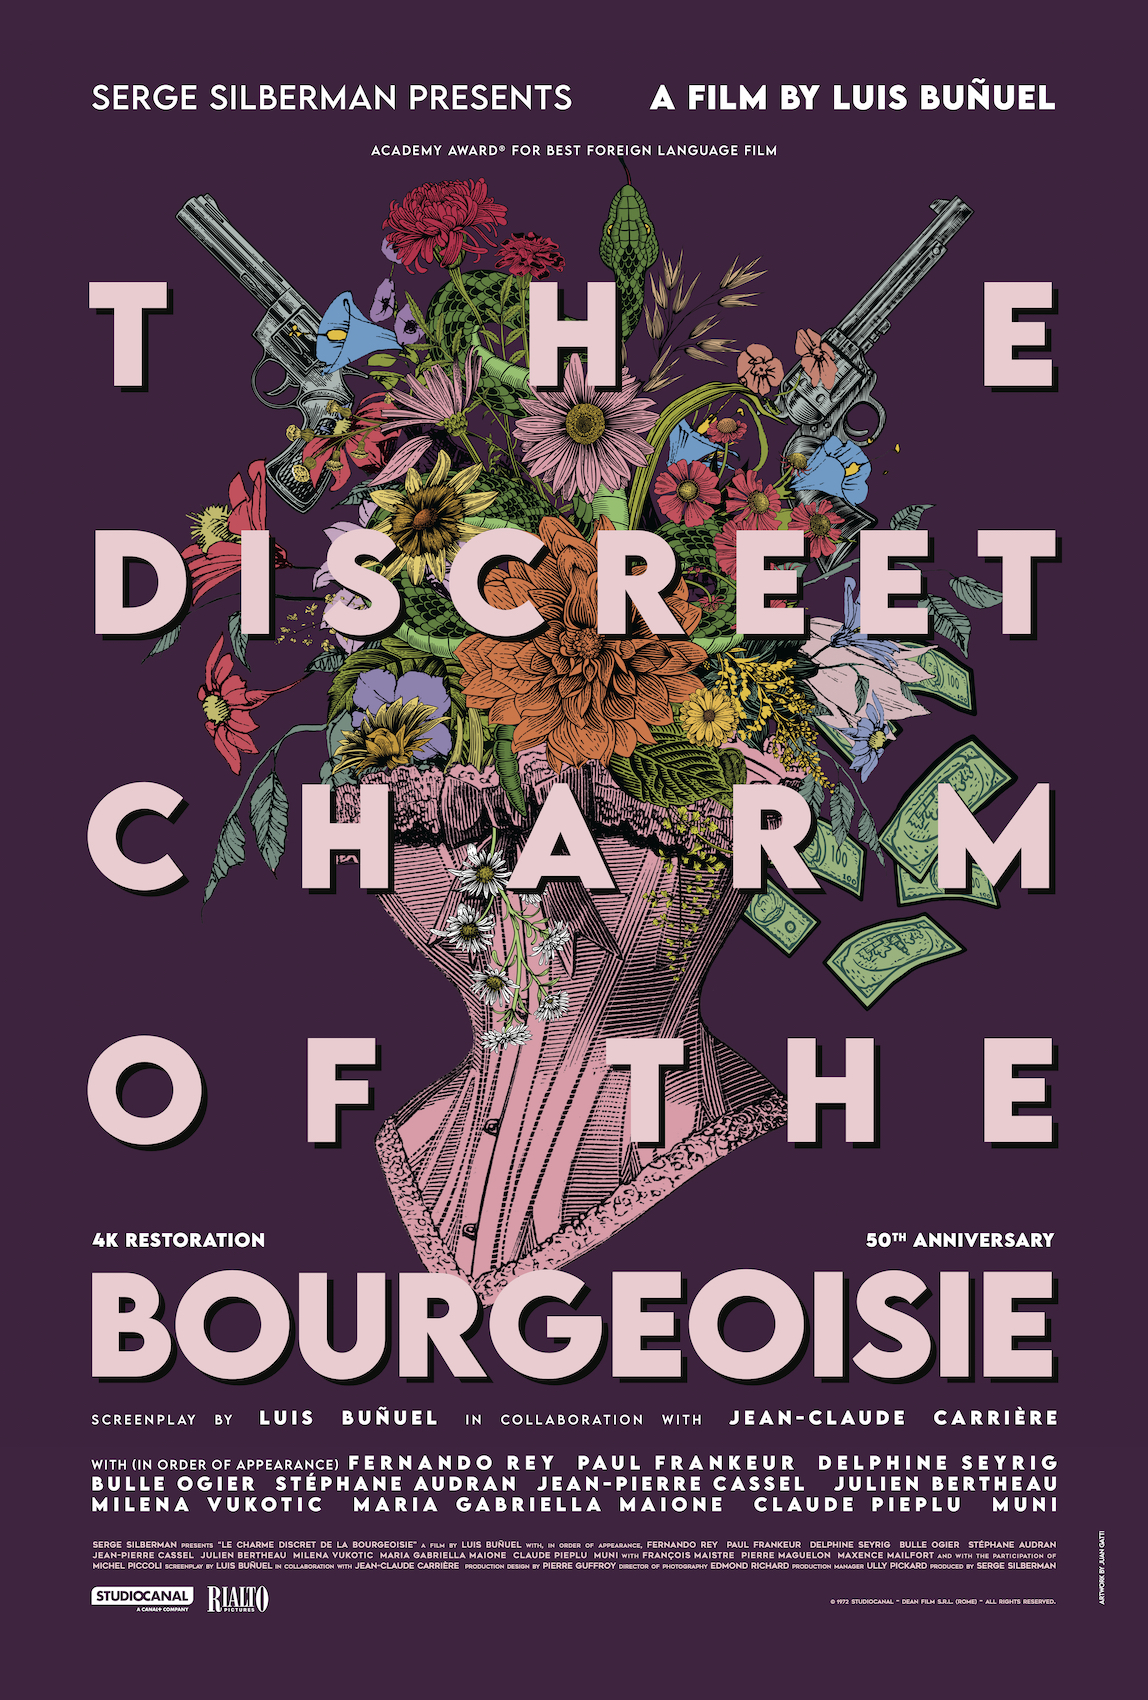 SERGE SILBERMAN PRESENTS A FILM BY LUIS BUÑUEL
ACADEMY AWARD® FOR BEST FOREIGN LANGUAGE FILM
THE
DISCREET
CHARM
OF THE
4K RESTORATION 50TH ANNIVERSARY
BOURGEOISIE
SCREENPLAY BY LUIS BUÑUEL IN COLLABORATION WITH JEAN-CLAUDE CARRIÈRE
WITH (IN ORDER OF APPEARANCE) FERNANDO REY PAUL FRANKEUR DELPHINE SEYRIG
BULLE OGIER STÉPHANE AUDRAN JEAN-PIERRE CASSEL JULIEN BERTHEAU
MILENA VUKOTIC MARIA GABRIELLA MAIONE CLAUDE PIEPLU MUNI
SERGE SILBERMAN PRESENTS "LE CHARME DISCRET DE LA BOURGEOISIE" A FILM BY LUIS BUÑUEL WITH, IN ORDER OF APPEARANCE, FERNANDO REY PAUL FRANKEUR DELPHINE SEYRIG BULLE OGIER STÉPHANE AUDRAN
JEAN-PIERRE CASSEL JULIEN BERTHEAU MILENA VUKOTIC MARIA GABRIELLA MAIONE CLAUDE PIEPLU MUNI WITH FRANÇOIS MAISTRE PIERRE MAGUELON MAXENCE MAILFORT AND WITH THE PARTICIPATION OF
MICHEL PICCOLI SCREENPLAY BY LUIS BUÑUEL IN COLLABORATION WITH JEAN-CLAUDE CARRIÈRE PRODUCTION DESIGN BY PIERRE GUFFROY DIRECTOR OF PHOTOGRAPHY EDMOND RICHARD PRODUCTION MANAGER ULLY PICKARD PRODUCED BY SERGE SILBERMAN
STUDIOCANAL
A CANAL+ COMPANY
RIALTO
PICTURES
© 1972 STUDIOCANAL - DEAN FILM S.R.L. (ROME) - ALL RIGHTS RESERVED.
ARTWORK BY JUAN GATTI
100
100
100